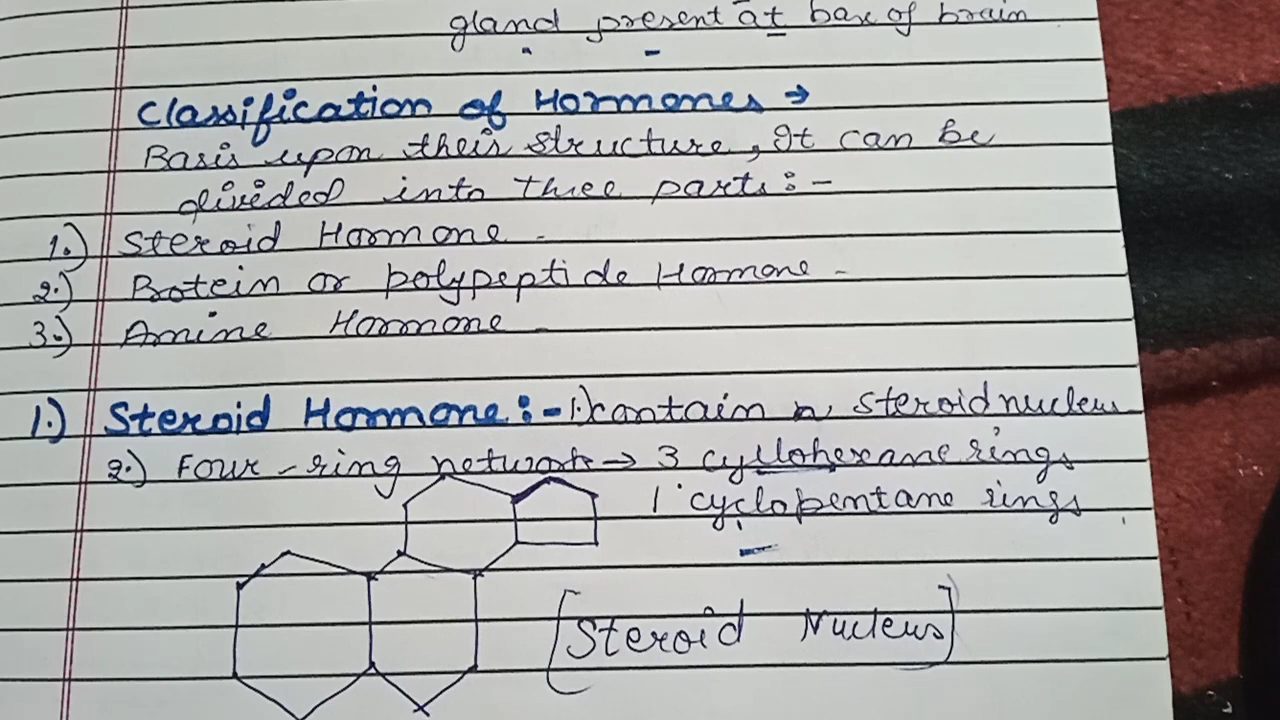 gland present at base of brain
Classification of Hormones →
Basis upon their structure, It can be
divided into three parts:-
1.) Steroid Hormone -
2.) Protein or polypeptide Hormone -
3.) Amine Hormone -
1.) Steroid Hormone:- 1.) contain a steroid nucleus
2.) Four-ring network → 3 cyclohexane rings
1 cyclopentane rings
[Steroid Nucleus]